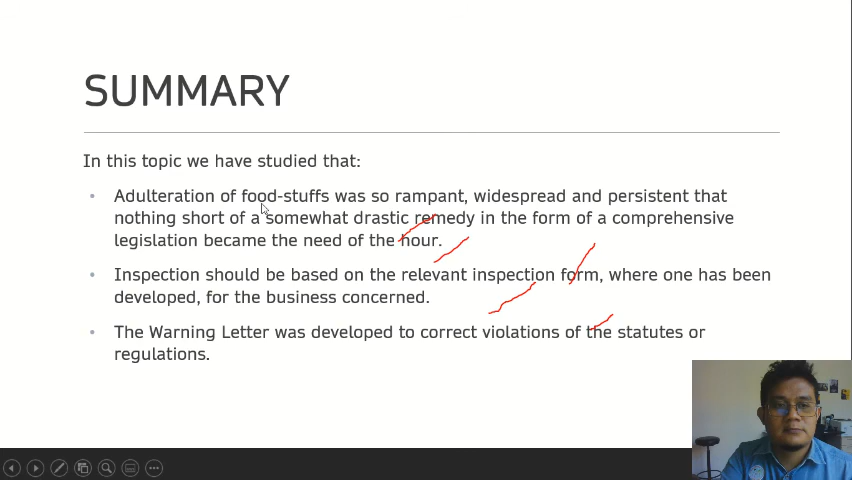 SUMMARY
In this topic we have studied that:
• Adulteration of food-stuffs was so rampant, widespread and persistent that
nothing short of a somewhat drastic remedy in the form of a comprehensive
legislation became the need of the hour.
• Inspection should be based on the relevant inspection form, where one has been
developed, for the business concerned.
• The Warning Letter was developed to correct violations of the statutes or
regulations.